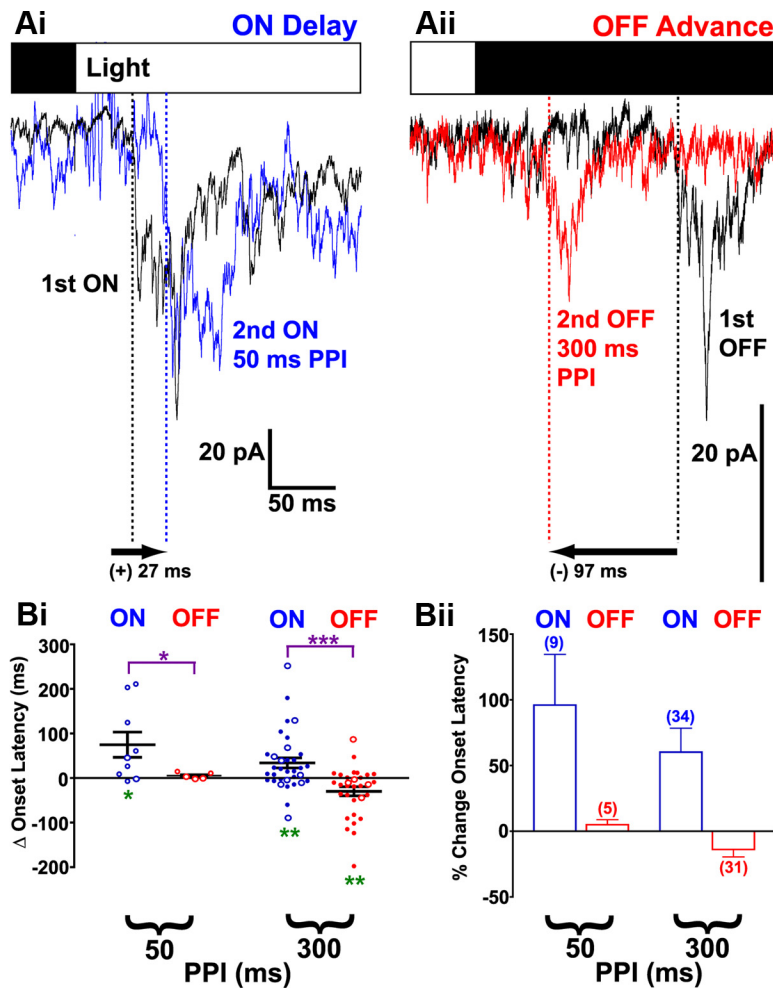 Ai
ON Delay
Light
1st ON
2nd ON
50 ms PPI
20 pA
50 ms
(+) 27 ms
Aii
OFF Advance
2nd OFF
300 ms
PPI
1st
OFF
20 pA
(-) 97 ms
Bi
ON OFF ON OFF
Δ Onset Latency (ms)
300
200
100
0
-100
-200
* ***
* ** **
50 300
PPI (ms)
Bii
ON OFF ON OFF
% Change Onset Latency
150
100
50
0
-50
(9) (5) (34) (31)
50 300
PPI (ms)